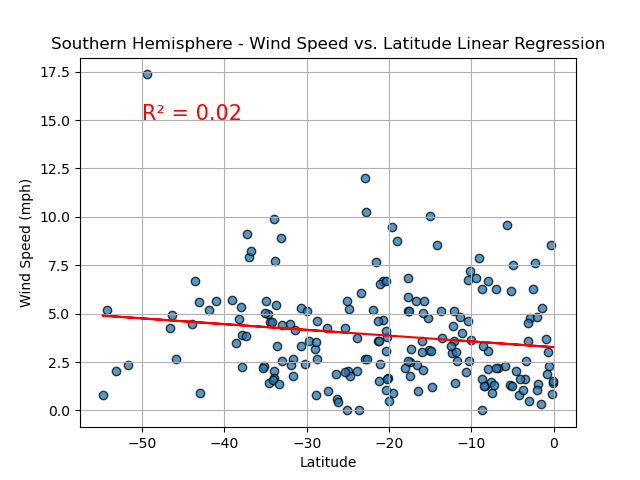 Southern Hemisphere - Wind Speed vs. Latitude Linear Regression
17.5
R² = 0.02
15.0
12.5
10.0
7.5
5.0
2.5
0.0
Wind Speed (mph)
−50 −40 −30 −20 −10 0
Latitude